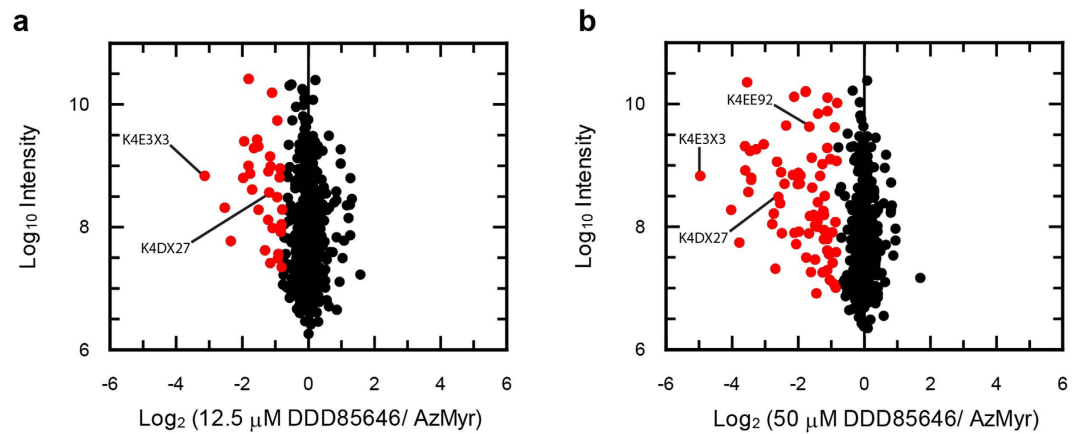 a
10
8
6
Log₁₀ Intensity
K4E3X3
K4DX27
-6 -4 -2 0 2 4 6
Log₂ (12.5 μM DDD85646/ AzMyr)
b
10
8
6
Log₁₀ Intensity
K4EE92
K4E3X3
K4DX27
-6 -4 -2 0 2 4 6
Log₂ (50 μM DDD85646/ AzMyr)